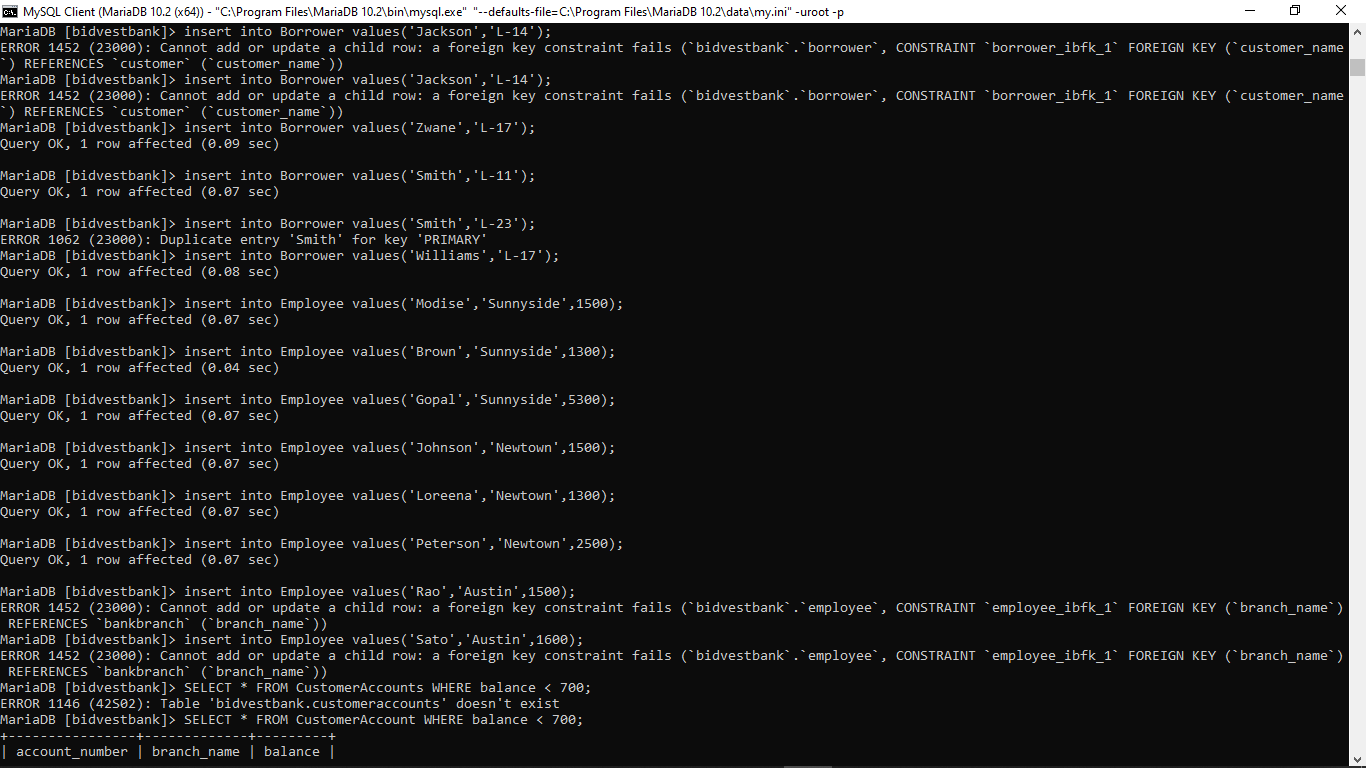 MySQL Client (MariaDB 10.2 (x64)) - "C:\Program Files\MariaDB 10.2\bin\mysql.exe" "--defaults-file=C:\Program Files\MariaDB 10.2\data\my.ini" -uroot -p
MariaDB [bidvestbank]> insert into Borrower values('Jackson','L-14');
ERROR 1452 (23000): Cannot add or update a child row: a foreign key constraint fails (`bidvestbank`.`borrower`, CONSTRAINT `borrower_ibfk_1` FOREIGN KEY (`customer_name
`) REFERENCES `customer` (`customer_name`))
MariaDB [bidvestbank]> insert into Borrower values('Jackson','L-14');
ERROR 1452 (23000): Cannot add or update a child row: a foreign key constraint fails (`bidvestbank`.`borrower`, CONSTRAINT `borrower_ibfk_1` FOREIGN KEY (`customer_name
`) REFERENCES `customer` (`customer_name`))
MariaDB [bidvestbank]> insert into Borrower values('Zwane','L-17');
Query OK, 1 row affected (0.09 sec)
MariaDB [bidvestbank]> insert into Borrower values('Smith','L-11');
Query OK, 1 row affected (0.07 sec)
MariaDB [bidvestbank]> insert into Borrower values('Smith','L-23');
ERROR 1062 (23000): Duplicate entry 'Smith' for key 'PRIMARY'
MariaDB [bidvestbank]> insert into Borrower values('Williams','L-17');
Query OK, 1 row affected (0.08 sec)
MariaDB [bidvestbank]> insert into Employee values('Modise','Sunnyside',1500);
Query OK, 1 row affected (0.07 sec)
MariaDB [bidvestbank]> insert into Employee values('Brown','Sunnyside',1300);
Query OK, 1 row affected (0.04 sec)
MariaDB [bidvestbank]> insert into Employee values('Gopal','Sunnyside',5300);
Query OK, 1 row affected (0.07 sec)
MariaDB [bidvestbank]> insert into Employee values('Johnson','Newtown',1500);
Query OK, 1 row affected (0.07 sec)
MariaDB [bidvestbank]> insert into Employee values('Loreena','Newtown',1300);
Query OK, 1 row affected (0.07 sec)
MariaDB [bidvestbank]> insert into Employee values('Peterson','Newtown',2500);
Query OK, 1 row affected (0.07 sec)
MariaDB [bidvestbank]> insert into Employee values('Rao','Austin',1500);
ERROR 1452 (23000): Cannot add or update a child row: a foreign key constraint fails (`bidvestbank`.`employee`, CONSTRAINT `employee_ibfk_1` FOREIGN KEY (`branch_name`)
 REFERENCES `bankbranch` (`branch_name`))
MariaDB [bidvestbank]> insert into Employee values('Sato','Austin',1600);
ERROR 1452 (23000): Cannot add or update a child row: a foreign key constraint fails (`bidvestbank`.`employee`, CONSTRAINT `employee_ibfk_1` FOREIGN KEY (`branch_name`)
 REFERENCES `bankbranch` (`branch_name`))
MariaDB [bidvestbank]> SELECT * FROM CustomerAccounts WHERE balance < 700;
ERROR 1146 (42S02): Table 'bidvestbank.customeraccounts' doesn't exist
MariaDB [bidvestbank]> SELECT * FROM CustomerAccount WHERE balance < 700;
+----------------+-------------+---------+
| account_number | branch_name | balance |